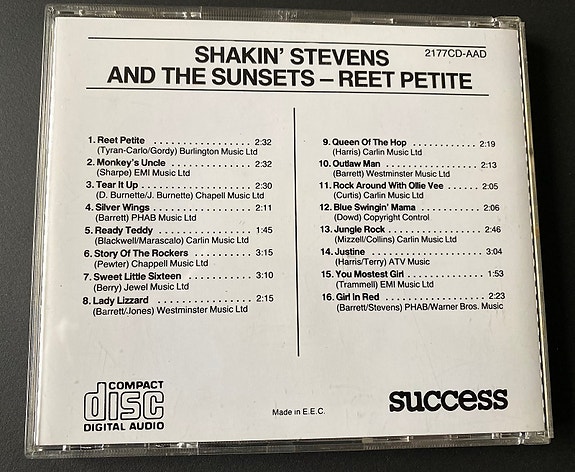 SHAKIN' STEVENS
2177CD-AAD
AND THE SUNSETS – REET PETITE
1. Reet Petite . . . . . . . . . . . . . . . . . . 2:32
(Tyran-Carlo/Gordy) Burlington Music Ltd
2. Monkey's Uncle . . . . . . . . . . . . . . 2:32
(Sharpe) EMI Music Ltd
3. Tear It Up . . . . . . . . . . . . . . . . . . . 2:30
(D. Burnette/J. Burnette) Chapell Music Ltd
4. Silver Wings . . . . . . . . . . . . . . . . . 2:11
(Barrett) PHAB Music Ltd
5. Ready Teddy . . . . . . . . . . . . . . . . 1:45
(Blackwell/Marascalo) Carlin Music Ltd
6. Story Of The Rockers . . . . . . . . . . 3:15
(Pewter) Chappell Music Ltd
7. Sweet Little Sixteen . . . . . . . . . . . 3:10
(Berry) Jewel Music Ltd
8. Lady Lizzard . . . . . . . . . . . . . . . . . 2:15
(Barrett/Jones) Westminster Music Ltd
9. Queen Of The Hop . . . . . . . . . . . . 2:19
(Harris) Carlin Music Ltd
10. Outlaw Man . . . . . . . . . . . . . . . . . 2:13
(Barrett) Westminster Music Ltd
11. Rock Around With Ollie Vee . . . . . . 2:05
(Curtis) Carlin Music Ltd
12. Blue Swingin' Mama . . . . . . . . . . . 2:06
(Dowd) Copyright Control
13. Jungle Rock . . . . . . . . . . . . . . . . 2:46
(Mizzell/Collins) Carlin Music Ltd
14. Justine . . . . . . . . . . . . . . . . . . . . 3:04
(Harris/Terry) ATV Music
15. You Mostest Girl . . . . . . . . . . . . . 1:53
(Trammell) EMI Music Ltd
16. Girl In Red . . . . . . . . . . . . . . . . . 2:23
(Barrett/Stevens) PHAB/Warner Bros. Music
COMPACT
disc
DIGITAL AUDIO
Made in E.E.C.
success